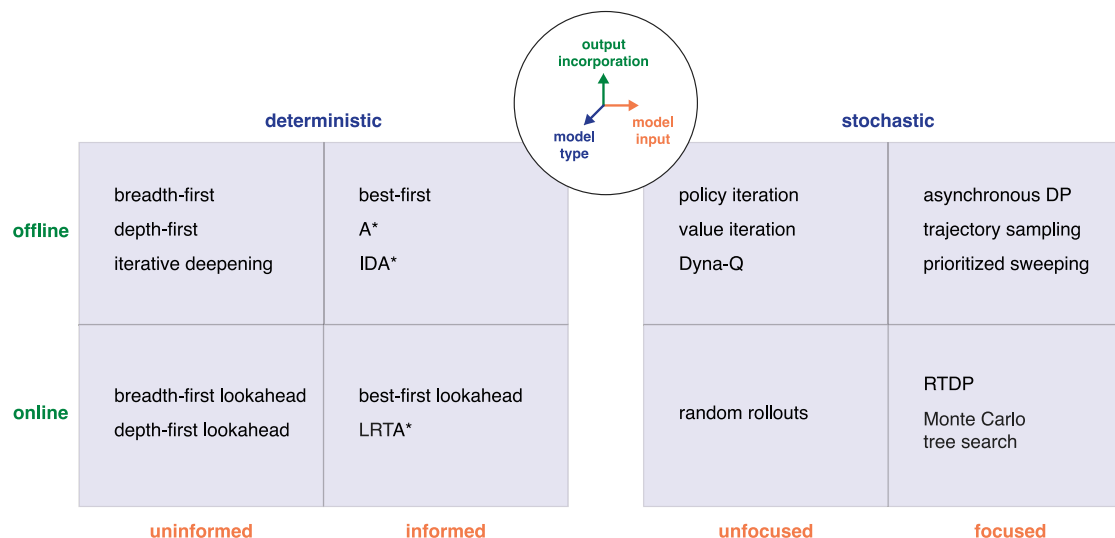 output
incorporation
model
input
model
type
deterministic
stochastic
offline
breadth-first
depth-first
iterative deepening
best-first
A*
IDA*
policy iteration
value iteration
Dyna-Q
asynchronous DP
trajectory sampling
prioritized sweeping
online
breadth-first lookahead
depth-first lookahead
best-first lookahead
LRTA*
random rollouts
RTDP
Monte Carlo
tree search
uninformed
informed
unfocused
focused